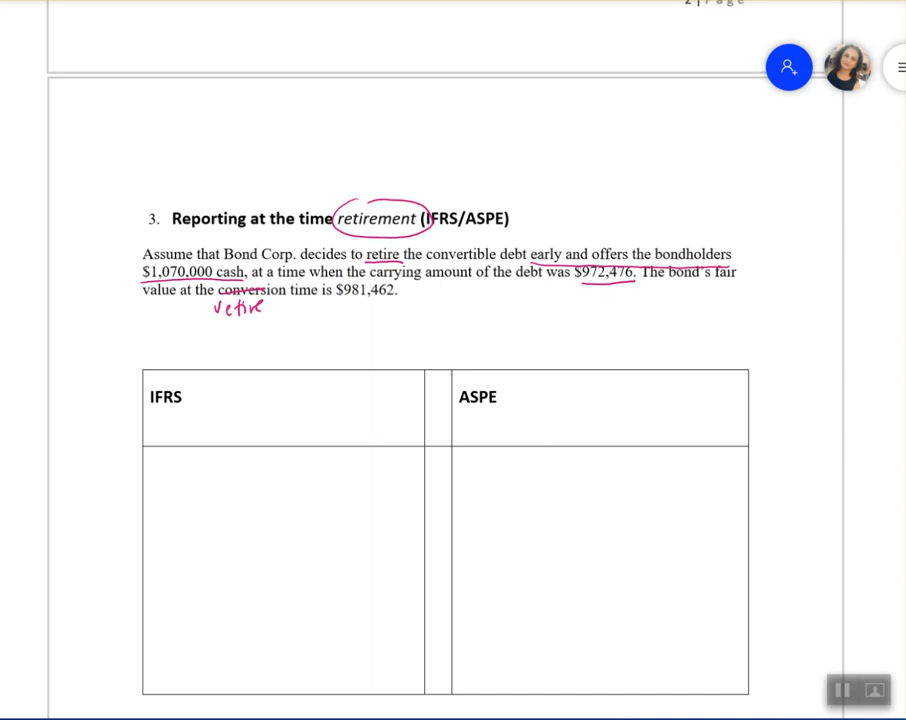 2 | P a g e
3. Reporting at the time retirement (IFRS/ASPE)
Assume that Bond Corp. decides to retire the convertible debt early and offers the bondholders
$1,070,000 cash, at a time when the carrying amount of the debt was $972,476. The bond's fair
value at the conversion time is $981,462.
retire
IFRS
ASPE